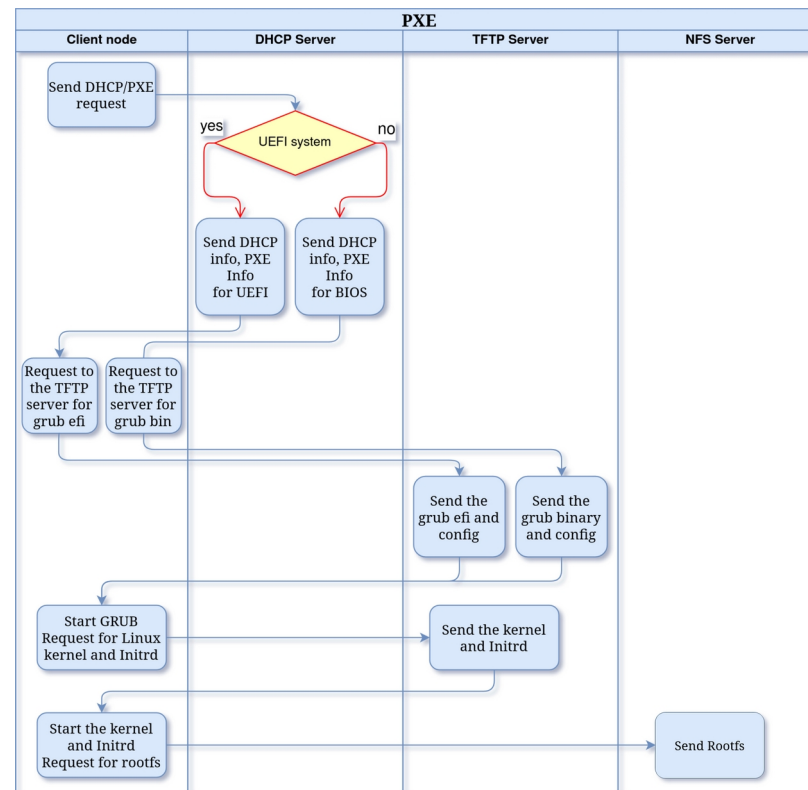 PXE
Client node
DHCP Server
TFTP Server
NFS Server
Send DHCP/PXE
request
yes
UEFI system
no
Send DHCP
info, PXE
Info
for UEFI
Send DHCP
info, PXE
Info
for BIOS
Request to
the TFTP
server for
grub efi
Request to
the TFTP
server for
grub bin
Send the
grub efi and
config
Send the
grub binary
and config
Start GRUB
Request for Linux
kernel and Initrd
Send the kernel
and Initrd
Start the kernel
and Initrd
Request for rootfs
Send Rootfs